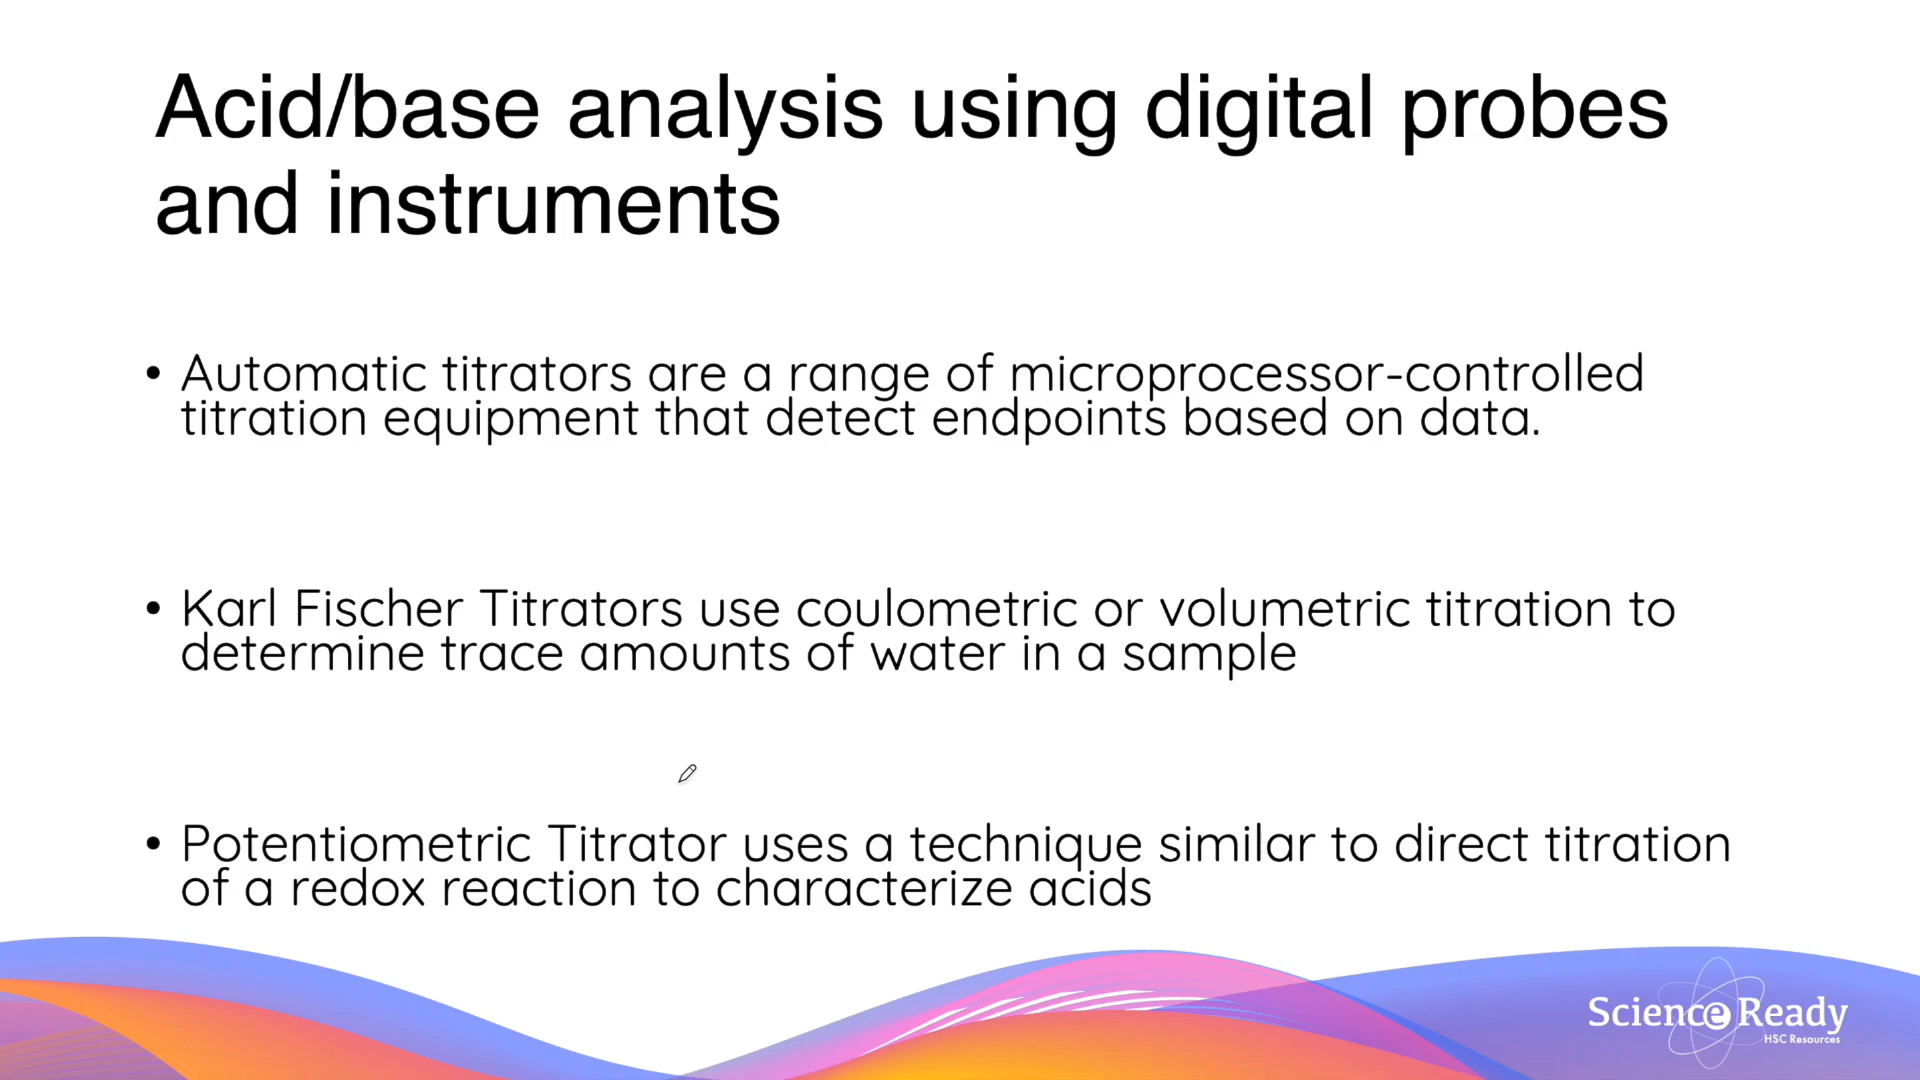 Acid/base analysis using digital probes
and instruments
• Automatic titrators are a range of microprocessor-controlled
titration equipment that detect endpoints based on data.
• Karl Fischer Titrators use coulometric or volumetric titration to
determine trace amounts of water in a sample
• Potentiometric Titrator uses a technique similar to direct titration
of a redox reaction to characterize acids
Science Ready
HSC Resources